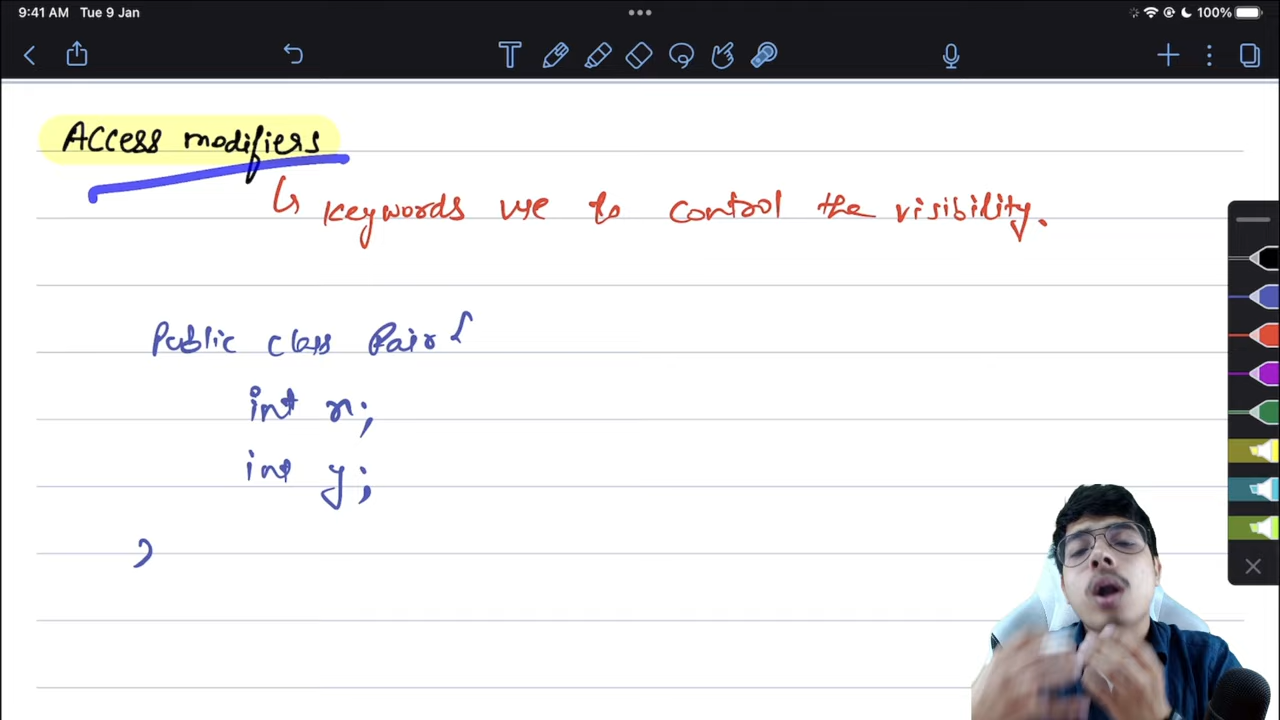 9:41 AM Tue 9 Jan
100%
Access modifiers
↳ Keywords use to control the visibility.
Public class Pair {
int x;
int y;
}